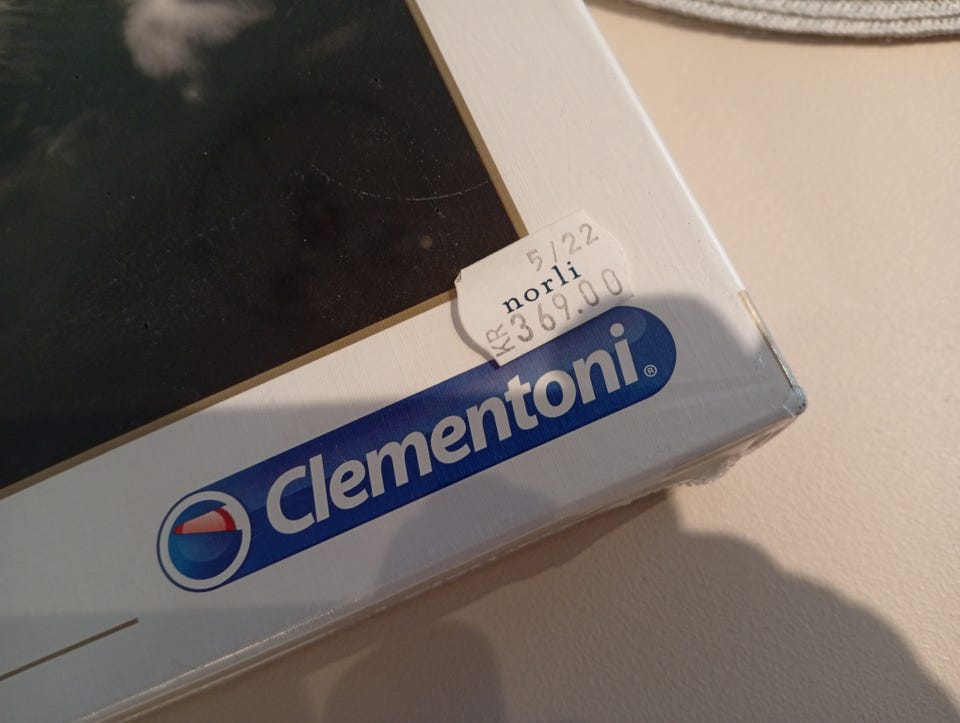 5/22
norli
KR 369.00
Clementoni®